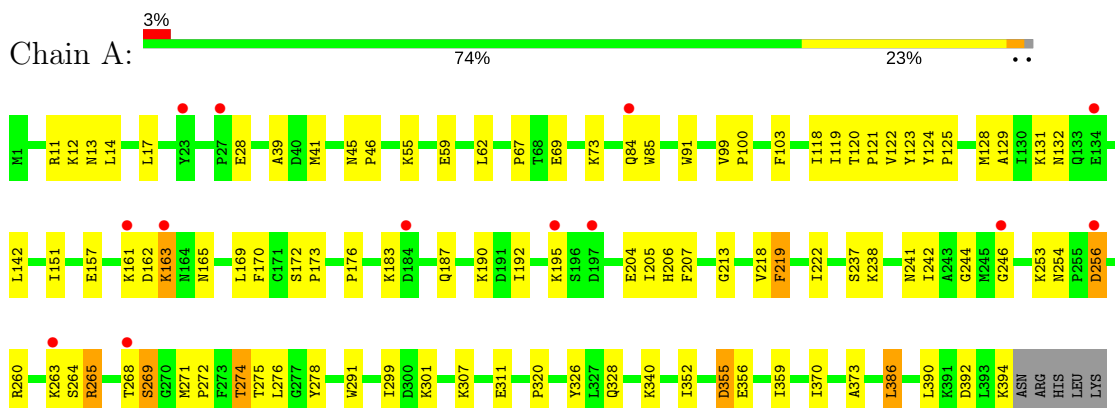 3%
Chain A:
74% 23% • •
M1 R11 K12 N13 L14 L17 Y23 P27 E28 A39 D40 M41 N45 P46 K55 E59 L62 P67 T68 E69 K73 Q84 W85 W91 V99 P100 F103 I118 I119 T120 P121 V122 Y123 Y124 P125 M128 A129 I130 K131 N132 Q133 E134
L142 I151 E157 K161 D162 K163 N164 N165 L169 F170 C171 S172 P173 P176 K183 D184 Q187 K190 D191 I192 K195 S196 D197 E204 I205 H206 F207 G213 V218 F219 I222 S237 K238 N241 I242 A243 G244 M245 G246 K253 N254 P255 D256
R260 K263 S264 R265 T268 S269 G270 M271 P272 F273 T274 T275 L276 G277 Y278 W291 I299 D300 K301 K307 E311 P320 Y326 L327 Q328 K340 I352 D355 E356 I359 I370 A373 L386 L390 K391 D392 L393 K394 ASN ARG HIS LEU LYS